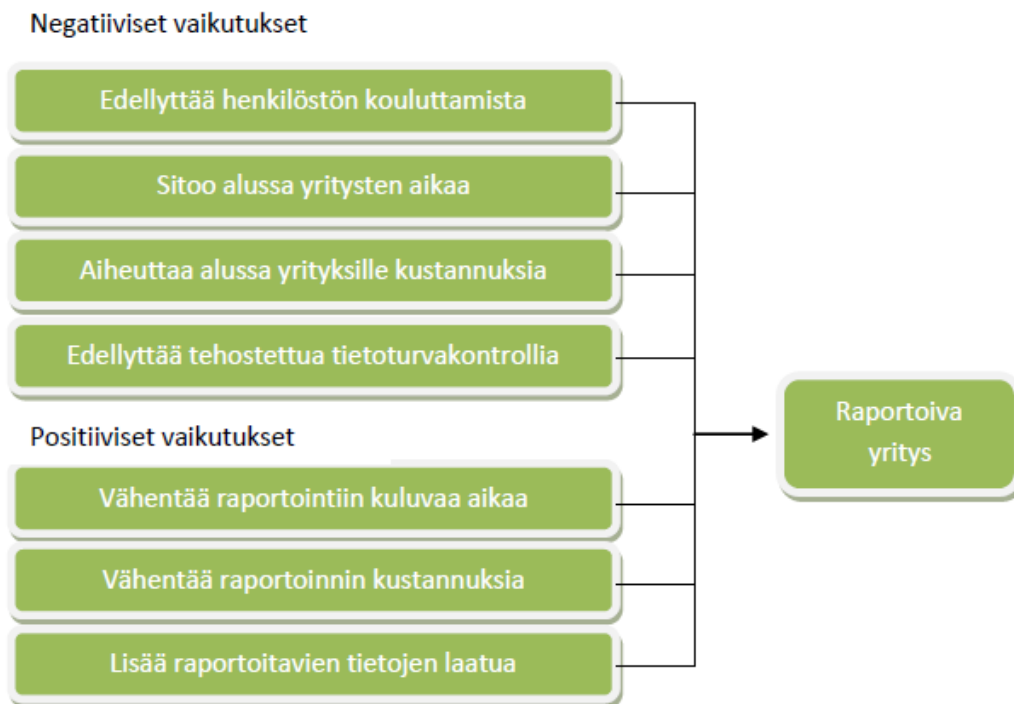 Negatiiviset vaikutukset
Edellyttää henkilöstön kouluttamista
Sitoo alussa yritysten aikaa
Aiheuttaa alussa yrityksille kustannuksia
Edellyttää tehostettua tietoturvakontrollia
Positiiviset vaikutukset
Vähentää raportointiin kuluvaa aikaa
Vähentää raportoinnin kustannuksia
Lisää raportoitavien tietojen laatua
Raportoiva
yritys